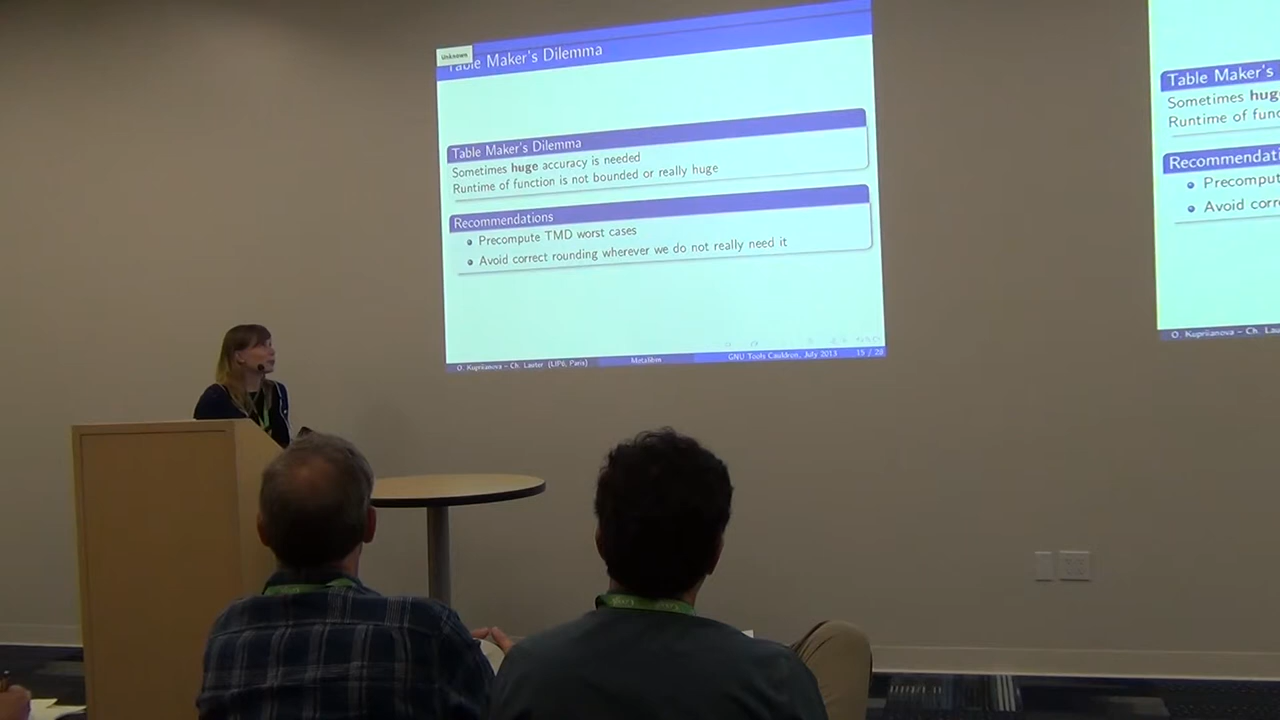 Unknown
Table Maker's Dilemma
Table Maker's Dilemma
Sometimes huge accuracy is needed
Runtime of function is not bounded or really huge
Recommendations
Precompute TMD worst cases
Avoid correct rounding wherever we do not really need it
O. Kupriianova – Ch. Lauter (LIP6, Paris)
Metalibm
GNU Tools Cauldron, July 2013
15 / 28
Table Maker's
Sometimes hug
Runtime of func
Recommendati
Precomput
Avoid corre
O. Kupriianova – Ch. Lau